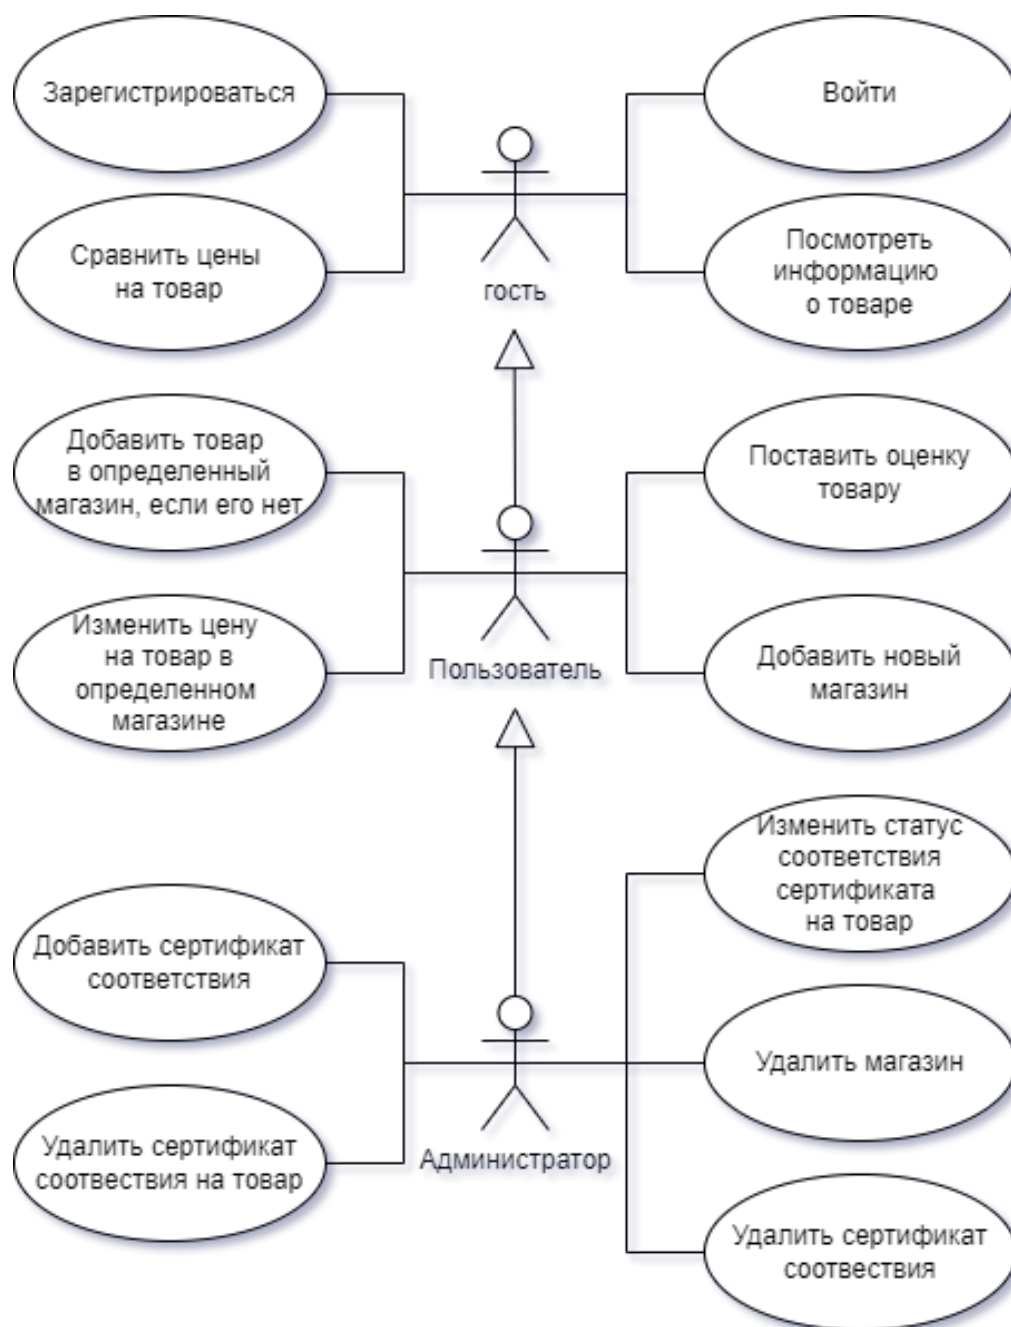 Зарегистрироваться
Войти
Сравнить цены
на товар
гость
Посмотреть
информацию
о товаре
Добавить товар
в определенный
магазин, если его нет
Поставить оценку
товару
Изменить цену
на товар в
определенном
магазине
Пользователь
Добавить новый
магазин
Изменить статус
соответствия
сертификата
на товар
Добавить сертификат
соответствия
Удалить магазин
Удалить сертификат
соотвествия на товар
Администратор
Удалить сертификат
соотвествия